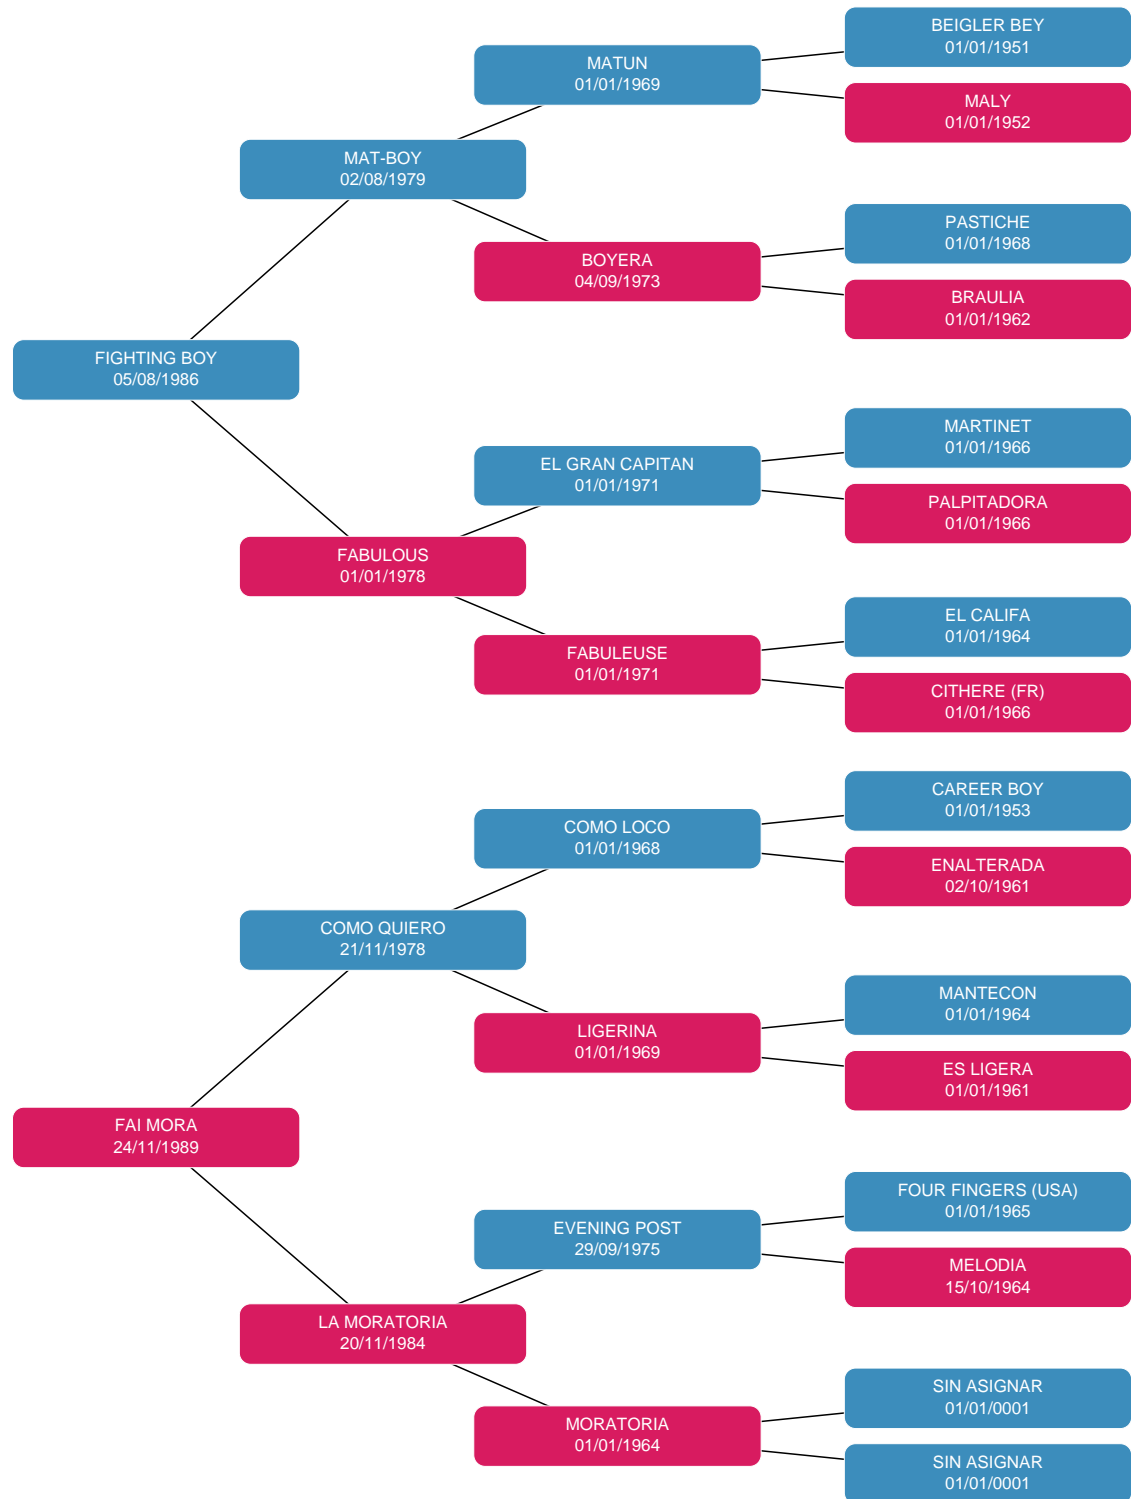 BEIGLER BEY
01/01/1951
MATUN
01/01/1969
MALY
01/01/1952
MAT-BOY
02/08/1979
PASTICHE
01/01/1968
BOYERA
04/09/1973
BRAULIA
01/01/1962
FIGHTING BOY
05/08/1986
MARTINET
01/01/1966
EL GRAN CAPITAN
01/01/1971
PALPITADORA
01/01/1966
FABULOUS
01/01/1978
EL CALIFA
01/01/1964
FABULEUSE
01/01/1971
CITHERE (FR)
01/01/1966
CAREER BOY
01/01/1953
COMO LOCO
01/01/1968
ENALTERADA
02/10/1961
COMO QUIERO
21/11/1978
MANTECON
01/01/1964
LIGERINA
01/01/1969
ES LIGERA
01/01/1961
FAI MORA
24/11/1989
FOUR FINGERS (USA)
01/01/1965
EVENING POST
29/09/1975
MELODIA
15/10/1964
LA MORATORIA
20/11/1984
SIN ASIGNAR
01/01/0001
MORATORIA
01/01/1964
SIN ASIGNAR
01/01/0001